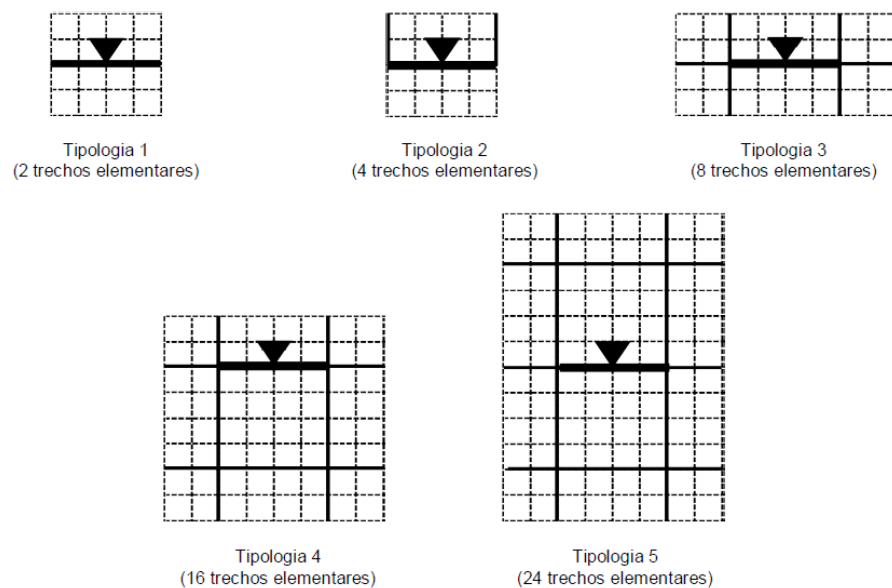 Tipologia 1
(2 trechos elementares)
Tipologia 2
(4 trechos elementares)
Tipologia 3
(8 trechos elementares)
Tipologia 4
(16 trechos elementares)
Tipologia 5
(24 trechos elementares)